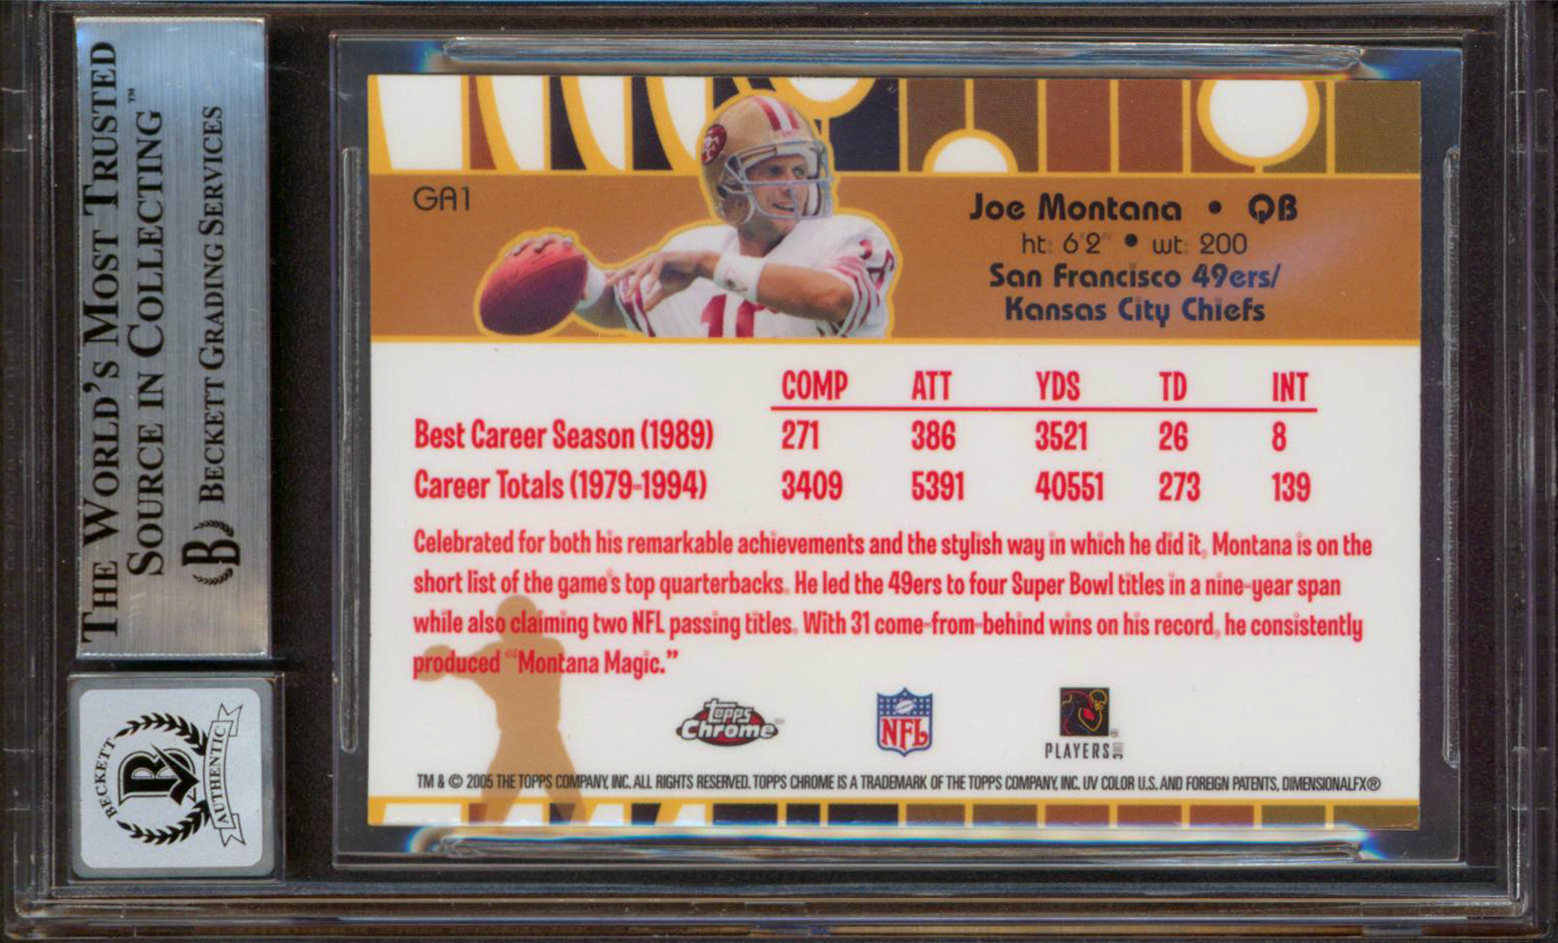 THE WORLD'S MOST TRUSTED
SOURCE IN COLLECTING™
BECKETT GRADING SERVICES
B
BECKETT
B
AUTHENTIC
GA1
Joe Montana • QB
ht: 6'2" • wt: 200
San Francisco 49ers/
Kansas City Chiefs
COMP ATT YDS TD INT
Best Career Season (1989) 271 386 3521 26 8
Career Totals (1979-1994) 3409 5391 40551 273 139
Celebrated for both his remarkable achievements and the stylish way in which he did it, Montana is on the
short list of the game's top quarterbacks. He led the 49ers to four Super Bowl titles in a nine-year span
while also claiming two NFL passing titles. With 31 come-from-behind wins on his record, he consistently
produced "Montana Magic."
Topps
Chrome™
NFL
PLAYERS INC
TM & © 2005 THE TOPPS COMPANY, INC. ALL RIGHTS RESERVED. TOPPS CHROME IS A TRADEMARK OF THE TOPPS COMPANY, INC. UV COLOR U.S. AND FOREIGN PATENTS, DIMENSIONALFX®